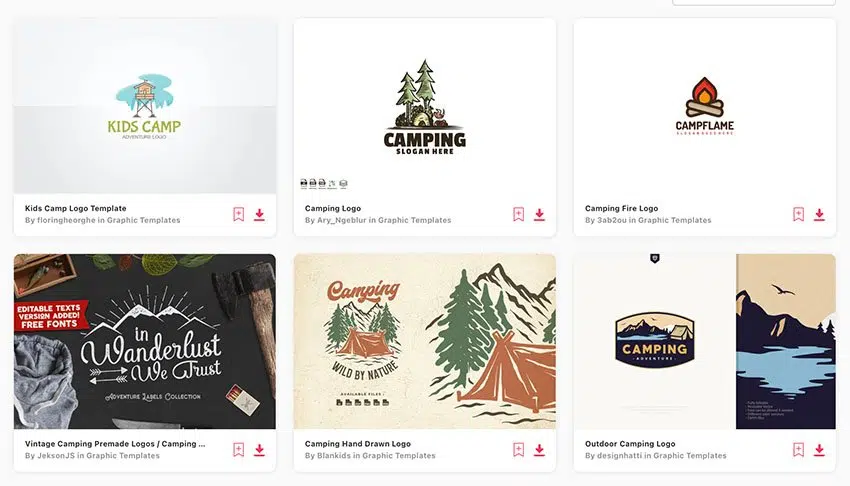 KIDS CAMP
ADVENTURE LOGO
CAMPING
SLOGAN HERE
CAMPFLAME
SLOGAN GOES HERE
Kids Camp Logo Template
By floringheorghe in Graphic Templates
Camping Logo
By Ary_Ngeblur in Graphic Templates
Camping Fire Logo
By 3ab2ou in Graphic Templates
EDITABLE TEXTS
VERSION ADDED!
FREE FONTS
in
Wanderlust
We Trust
ADVENTURE LABELS COLLECTION
Camping
WILD BY NATURE
AVAILABLE FILES :
CAMPING
ADVENTURE
Vintage Camping Premade Logos / Camping ...
By JeksonJS in Graphic Templates
Camping Hand Drawn Logo
By Blankids in Graphic Templates
Outdoor Camping Logo
By designhatti in Graphic Templates